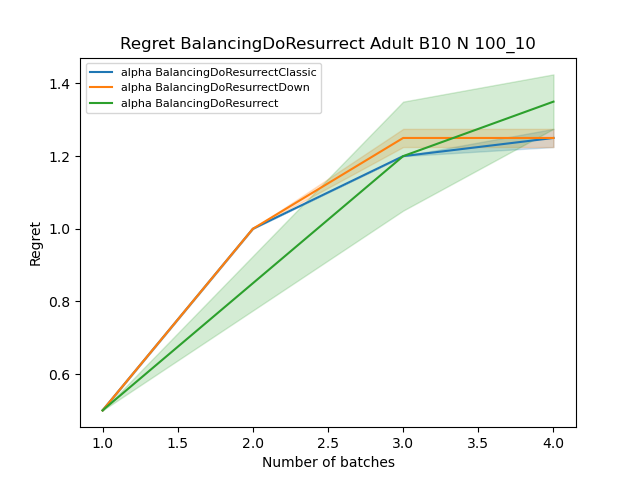 Regret BalancingDoResurrect Adult B10 N 100_10
alpha BalancingDoResurrectClassic
alpha BalancingDoResurrectDown
alpha BalancingDoResurrect
Regret
1.4
1.2
1.0
0.8
0.6
1.0 1.5 2.0 2.5 3.0 3.5 4.0
Number of batches